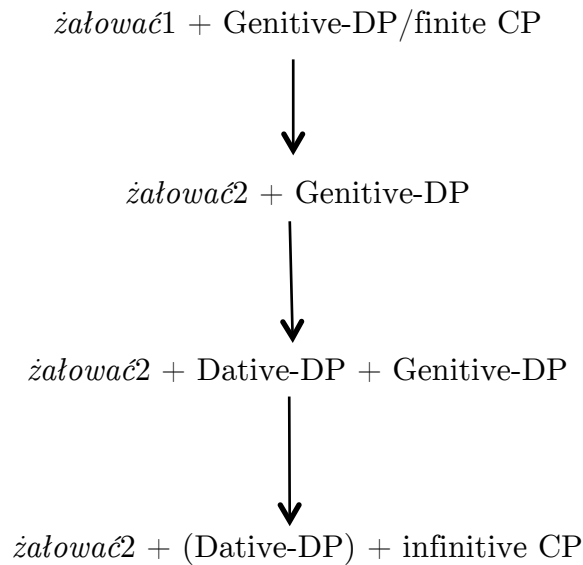 żałować1 + Genitive-DP/finite CP
żałować2 + Genitive-DP
żałować2 + Dative-DP + Genitive-DP
żałować2 + (Dative-DP) + infinitive CP